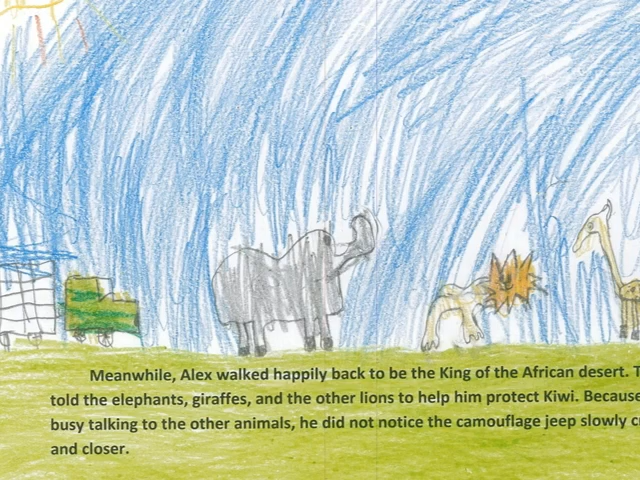 Meanwhile, Alex walked happily back to be the King of the African desert.
told the elephants, giraffes, and the other lions to help him protect Kiwi. Because
busy talking to the other animals, he did not notice the camouflage jeep slowly
and closer.